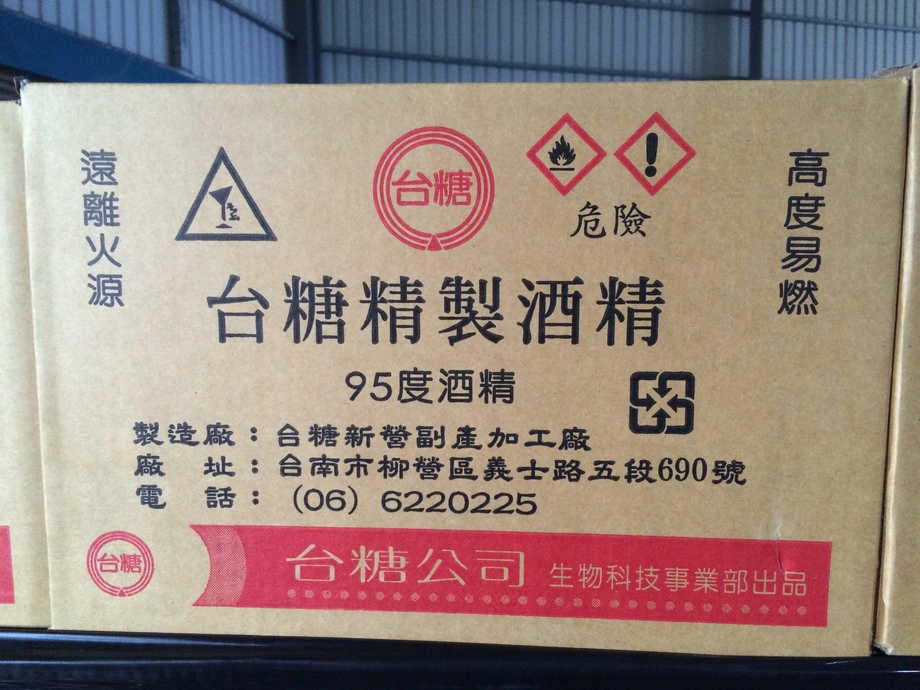 遠離火源
台糖
危險
高度易燃
台糖精製酒精
95度酒精
製造廠：台糖新營副產加工廠
廠　址：台南市柳營區義士路五段690號
電　話：（06）6220225
台糖
台糖公司 生物科技事業部出品